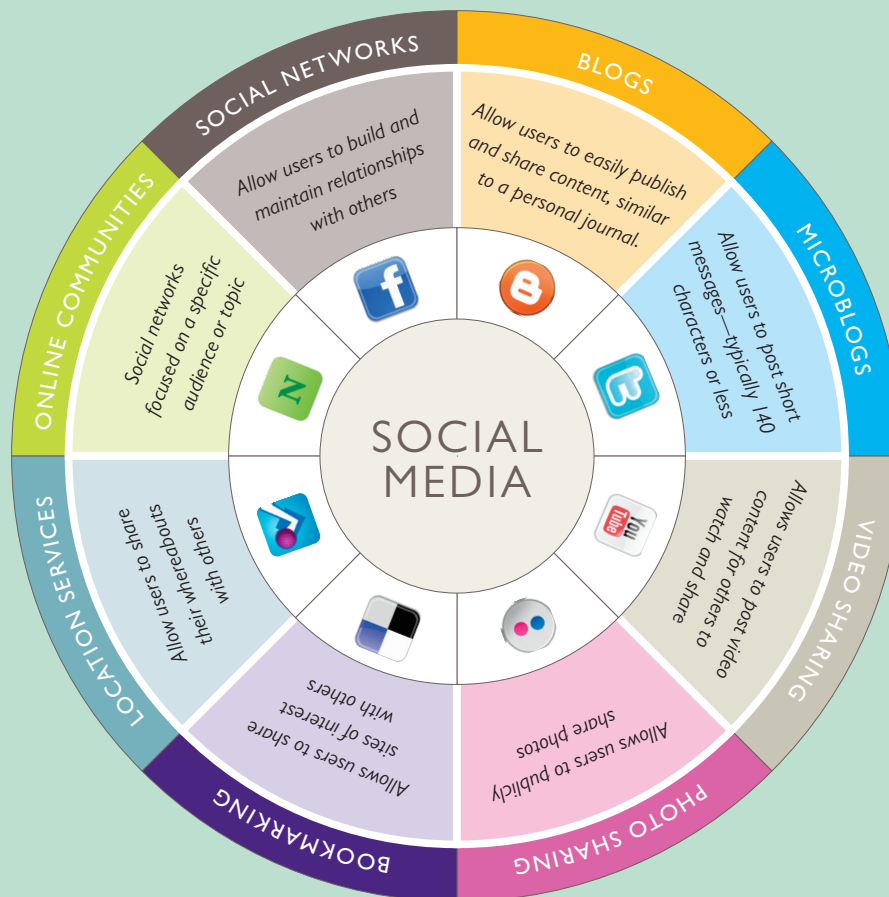 SOCIAL
MEDIA
SOCIAL NETWORKS
Allow users to build and
maintain relationships
with others
BLOGS
Allow users to easily publish
and share content, similar
to a personal journal.
MICROBLOGS
Allow users to post short
messages—typically 140
characters or less
VIDEO SHARING
Allows users to post video
content for others to
watch and share
You
Tube
PHOTO SHARING
Allows users to publicly
share photos
BOOKMARKING
Allows users to share
sites of interest
with others
LOCATION SERVICES
Allow users to share
their whereabouts
with others
ONLINE COMMUNITIES
Social networks
focused on a specific
audience or topic
f
B
t
N